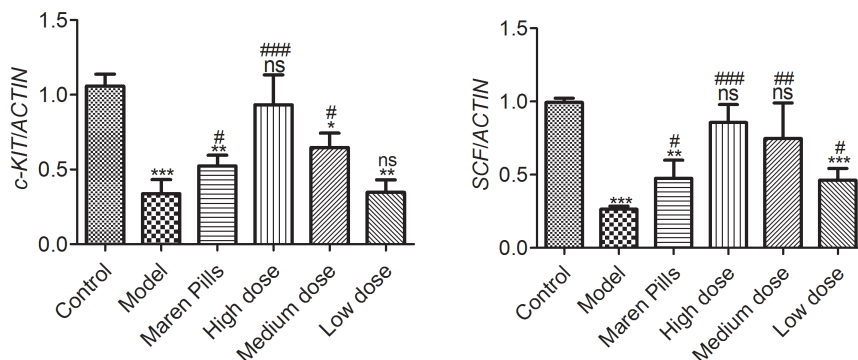 c-KIT/ACTIN
1.5
1.0
0.5
0.0
***
#
**
###
ns
#
*
ns
**
Control
Model
Maren Pills
High dose
Medium dose
Low dose
SCF/ACTIN
1.5
1.0
0.5
0.0
***
#
**
###
ns
##
ns
#
***
Control
Model
Maren Pills
High dose
Medium dose
Low dose